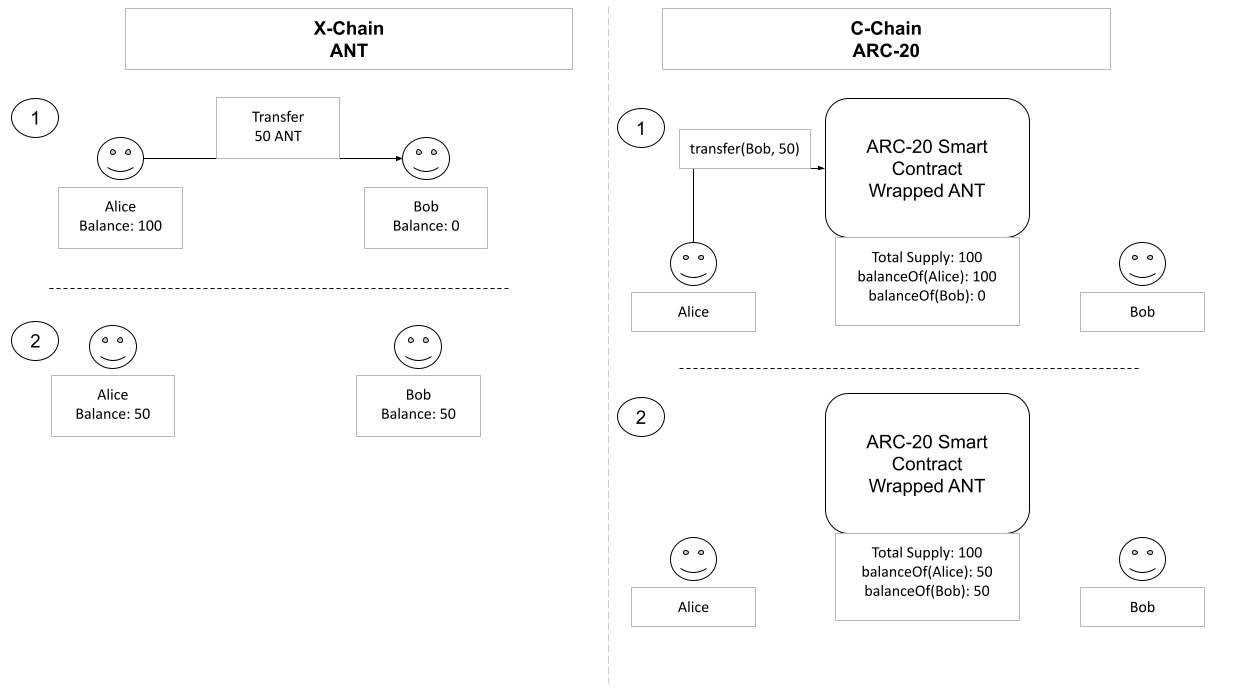 X-Chain
ANT
1
Transfer
50 ANT
Alice
Balance: 100
Bob
Balance: 0
2
Alice
Balance: 50
Bob
Balance: 50
C-Chain
ARC-20
1
transfer(Bob, 50)
ARC-20 Smart
Contract
Wrapped ANT
Total Supply: 100
balanceOf(Alice): 100
balanceOf(Bob): 0
Alice
Bob
2
ARC-20 Smart
Contract
Wrapped ANT
Total Supply: 100
balanceOf(Alice): 50
balanceOf(Bob): 50
Alice
Bob